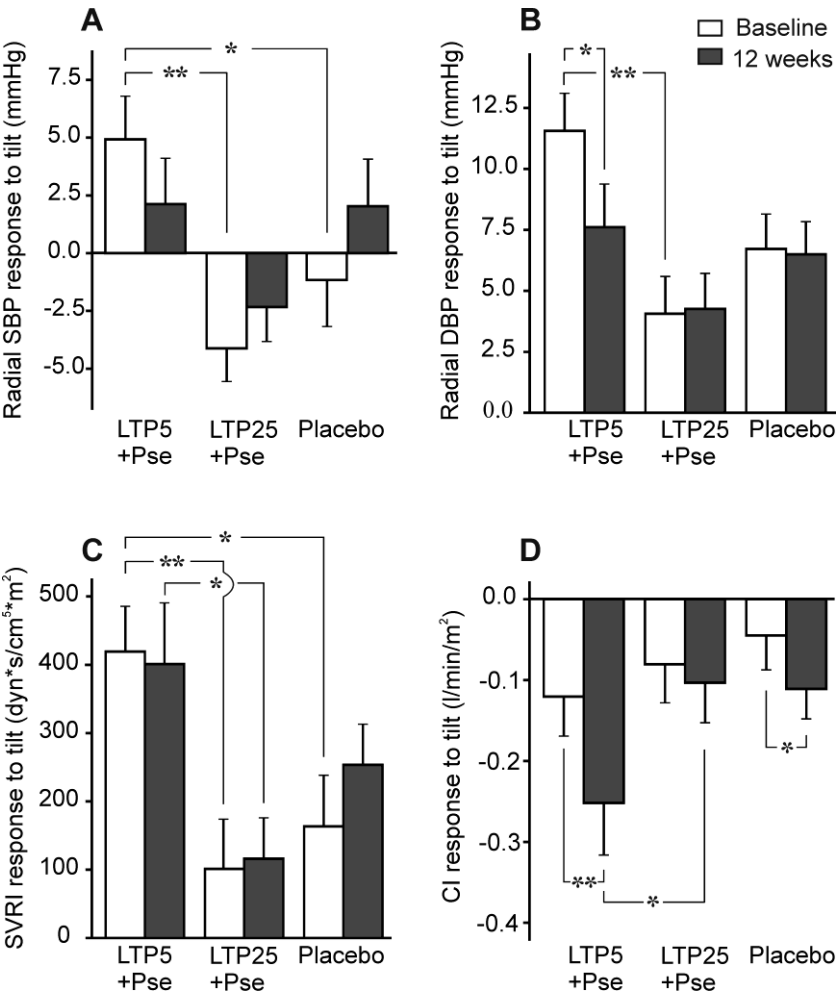 A
Radial SBP response to tilt (mmHg)
7.5
5.0
2.5
0.0
-2.5
-5.0
*
**
LTP5 LTP25 Placebo
+Pse +Pse
B
Baseline
12 weeks
Radial DBP response to tilt (mmHg)
12.5
10.0
7.5
5.0
2.5
0.0
*
**
LTP5 LTP25 Placebo
+Pse +Pse
C
SVRI response to tilt (dyn*s/cm⁵*m²)
500
400
300
200
100
0
*
**
*
LTP5 LTP25 Placebo
+Pse +Pse
D
CI response to tilt (l/min/m²)
0.0
-0.1
-0.2
-0.3
-0.4
*
**
*
LTP5 LTP25 Placebo
+Pse +Pse